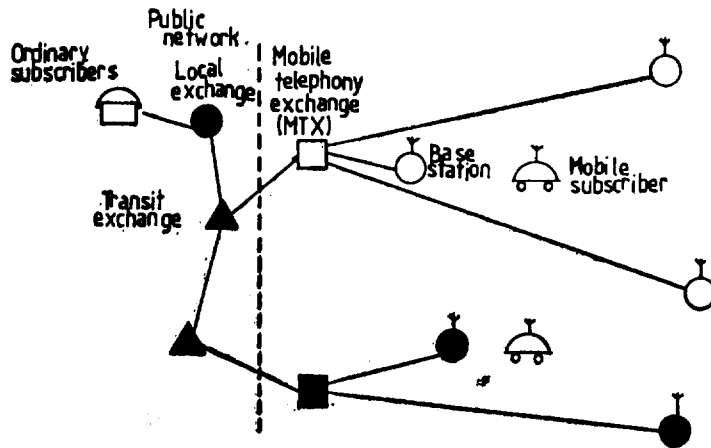 Public
network
Ordinary
subscribers
Local
exchange
Mobile
telephony
exchange
(MTX)
Base
station
Mobile
subscriber
Transit
exchange